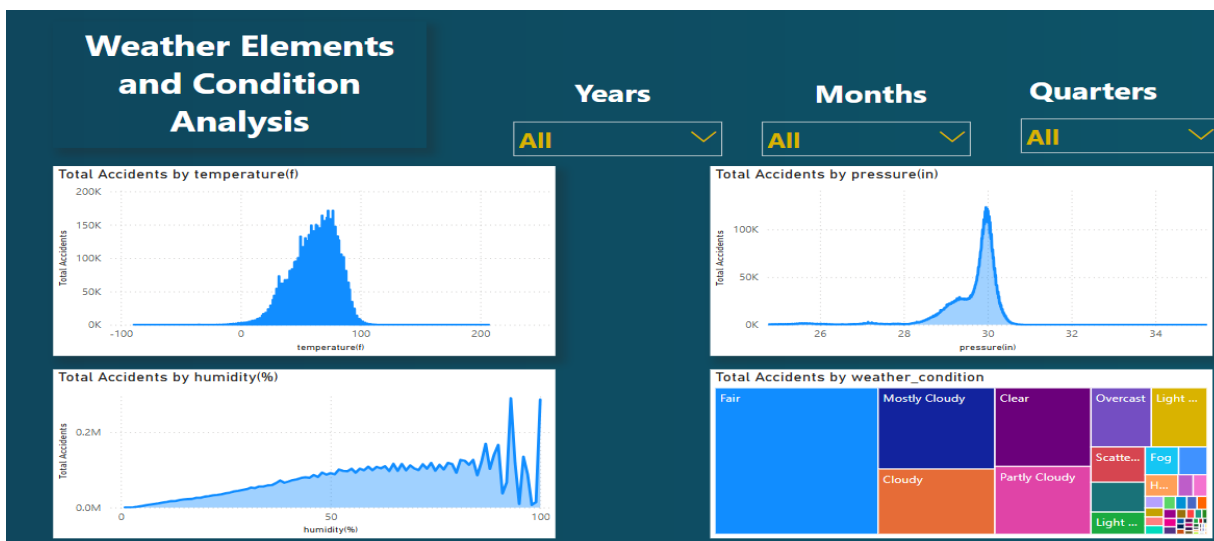 Weather Elements
and Condition
Analysis
Years
Months
Quarters
All
All
All
Total Accidents by temperature(f)
200K
150K
100K
50K
0K
Total Accidents
-100
0
100
200
temperature(f)
Total Accidents by pressure(in)
100K
50K
0K
Total Accidents
26
28
30
32
34
pressure(in)
Total Accidents by humidity(%)
0.2M
0.0M
Total Accidents
0
50
100
humidity(%)
Total Accidents by weather_condition
Fair
Mostly Cloudy
Clear
Overcast
Light ...
Cloudy
Partly Cloudy
Scatte...
Fog
H...
Light ...